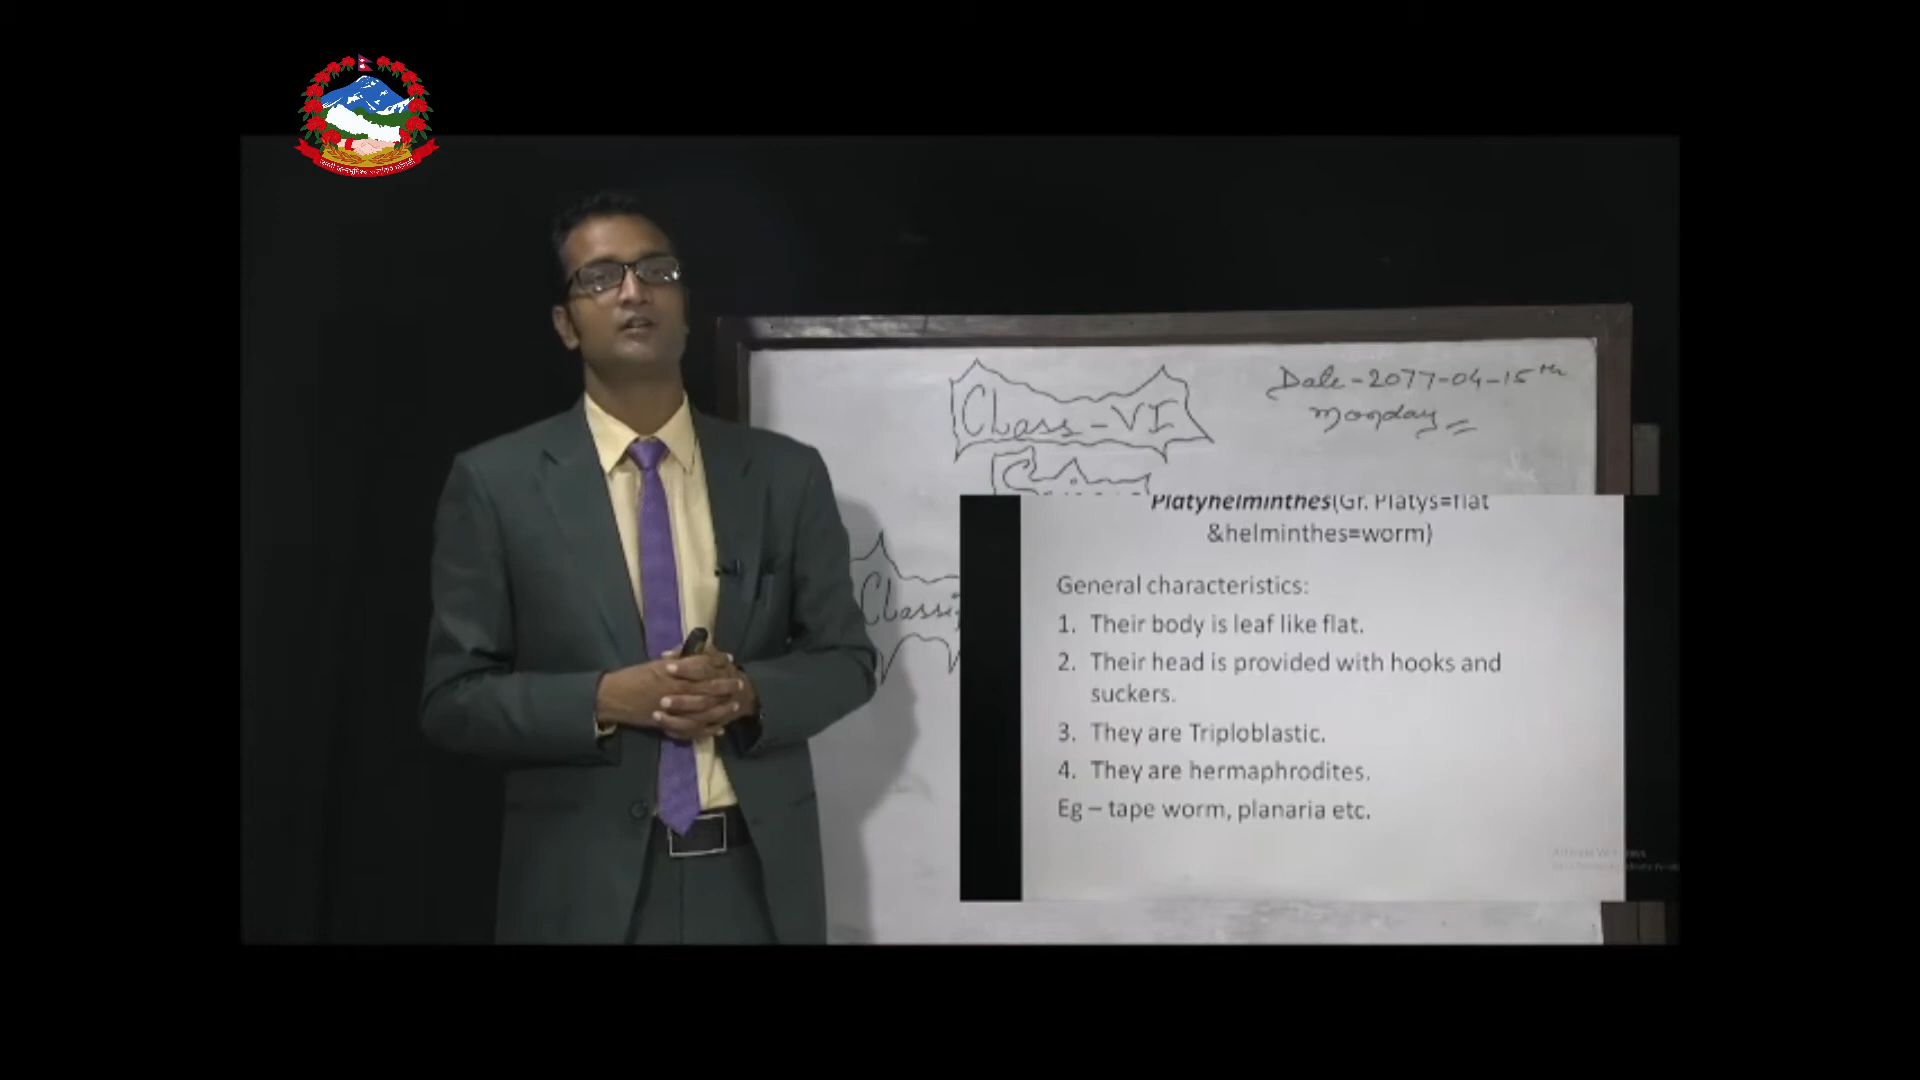 Class-VI
Date-2077-04-15th
Monday
Platyhelminthes(Gr. Platys=flat
&helminthes=worm)
General characteristics:
1. Their body is leaf like flat.
2. Their head is provided with hooks and
suckers.
3. They are Triploblastic.
4. They are hermaphrodites.
Eg – tape worm, planaria etc.